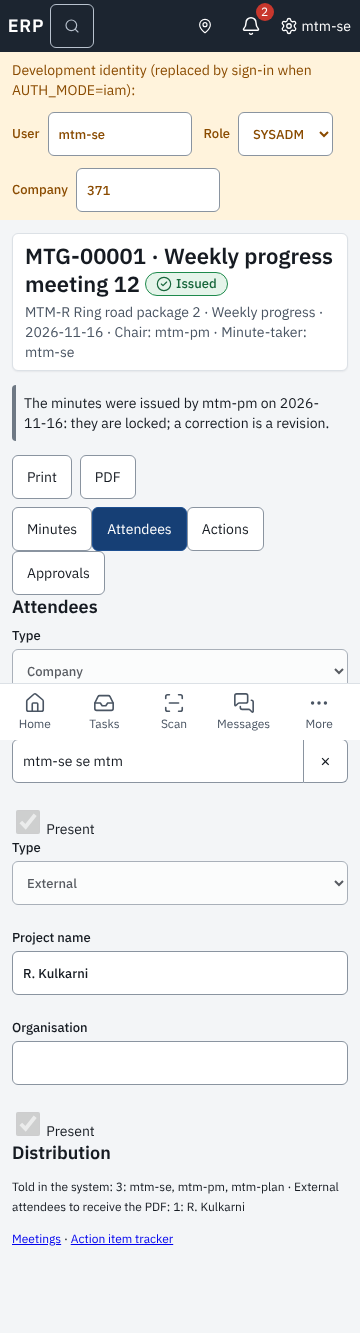 ERP
2
mtm-se
Development identity (replaced by sign-in when
AUTH_MODE=iam):
User mtm-se Role SYSADM
Company 371
MTG-00001 · Weekly progress
meeting 12 Issued
MTM-R Ring road package 2 · Weekly progress ·
2026-11-16 · Chair: mtm-pm · Minute-taker:
mtm-se
The minutes were issued by mtm-pm on 2026-
11-16: they are locked; a correction is a revision.
Print PDF
Minutes Attendees Actions
Approvals
Attendees
Type
Company
Home Tasks Scan Messages More
mtm-se se mtm ×
Present
Type
External
Project name
R. Kulkarni
Organisation
Present
Distribution
Told in the system: 3: mtm-se, mtm-pm, mtm-plan · External
attendees to receive the PDF: 1: R. Kulkarni
Meetings · Action item tracker